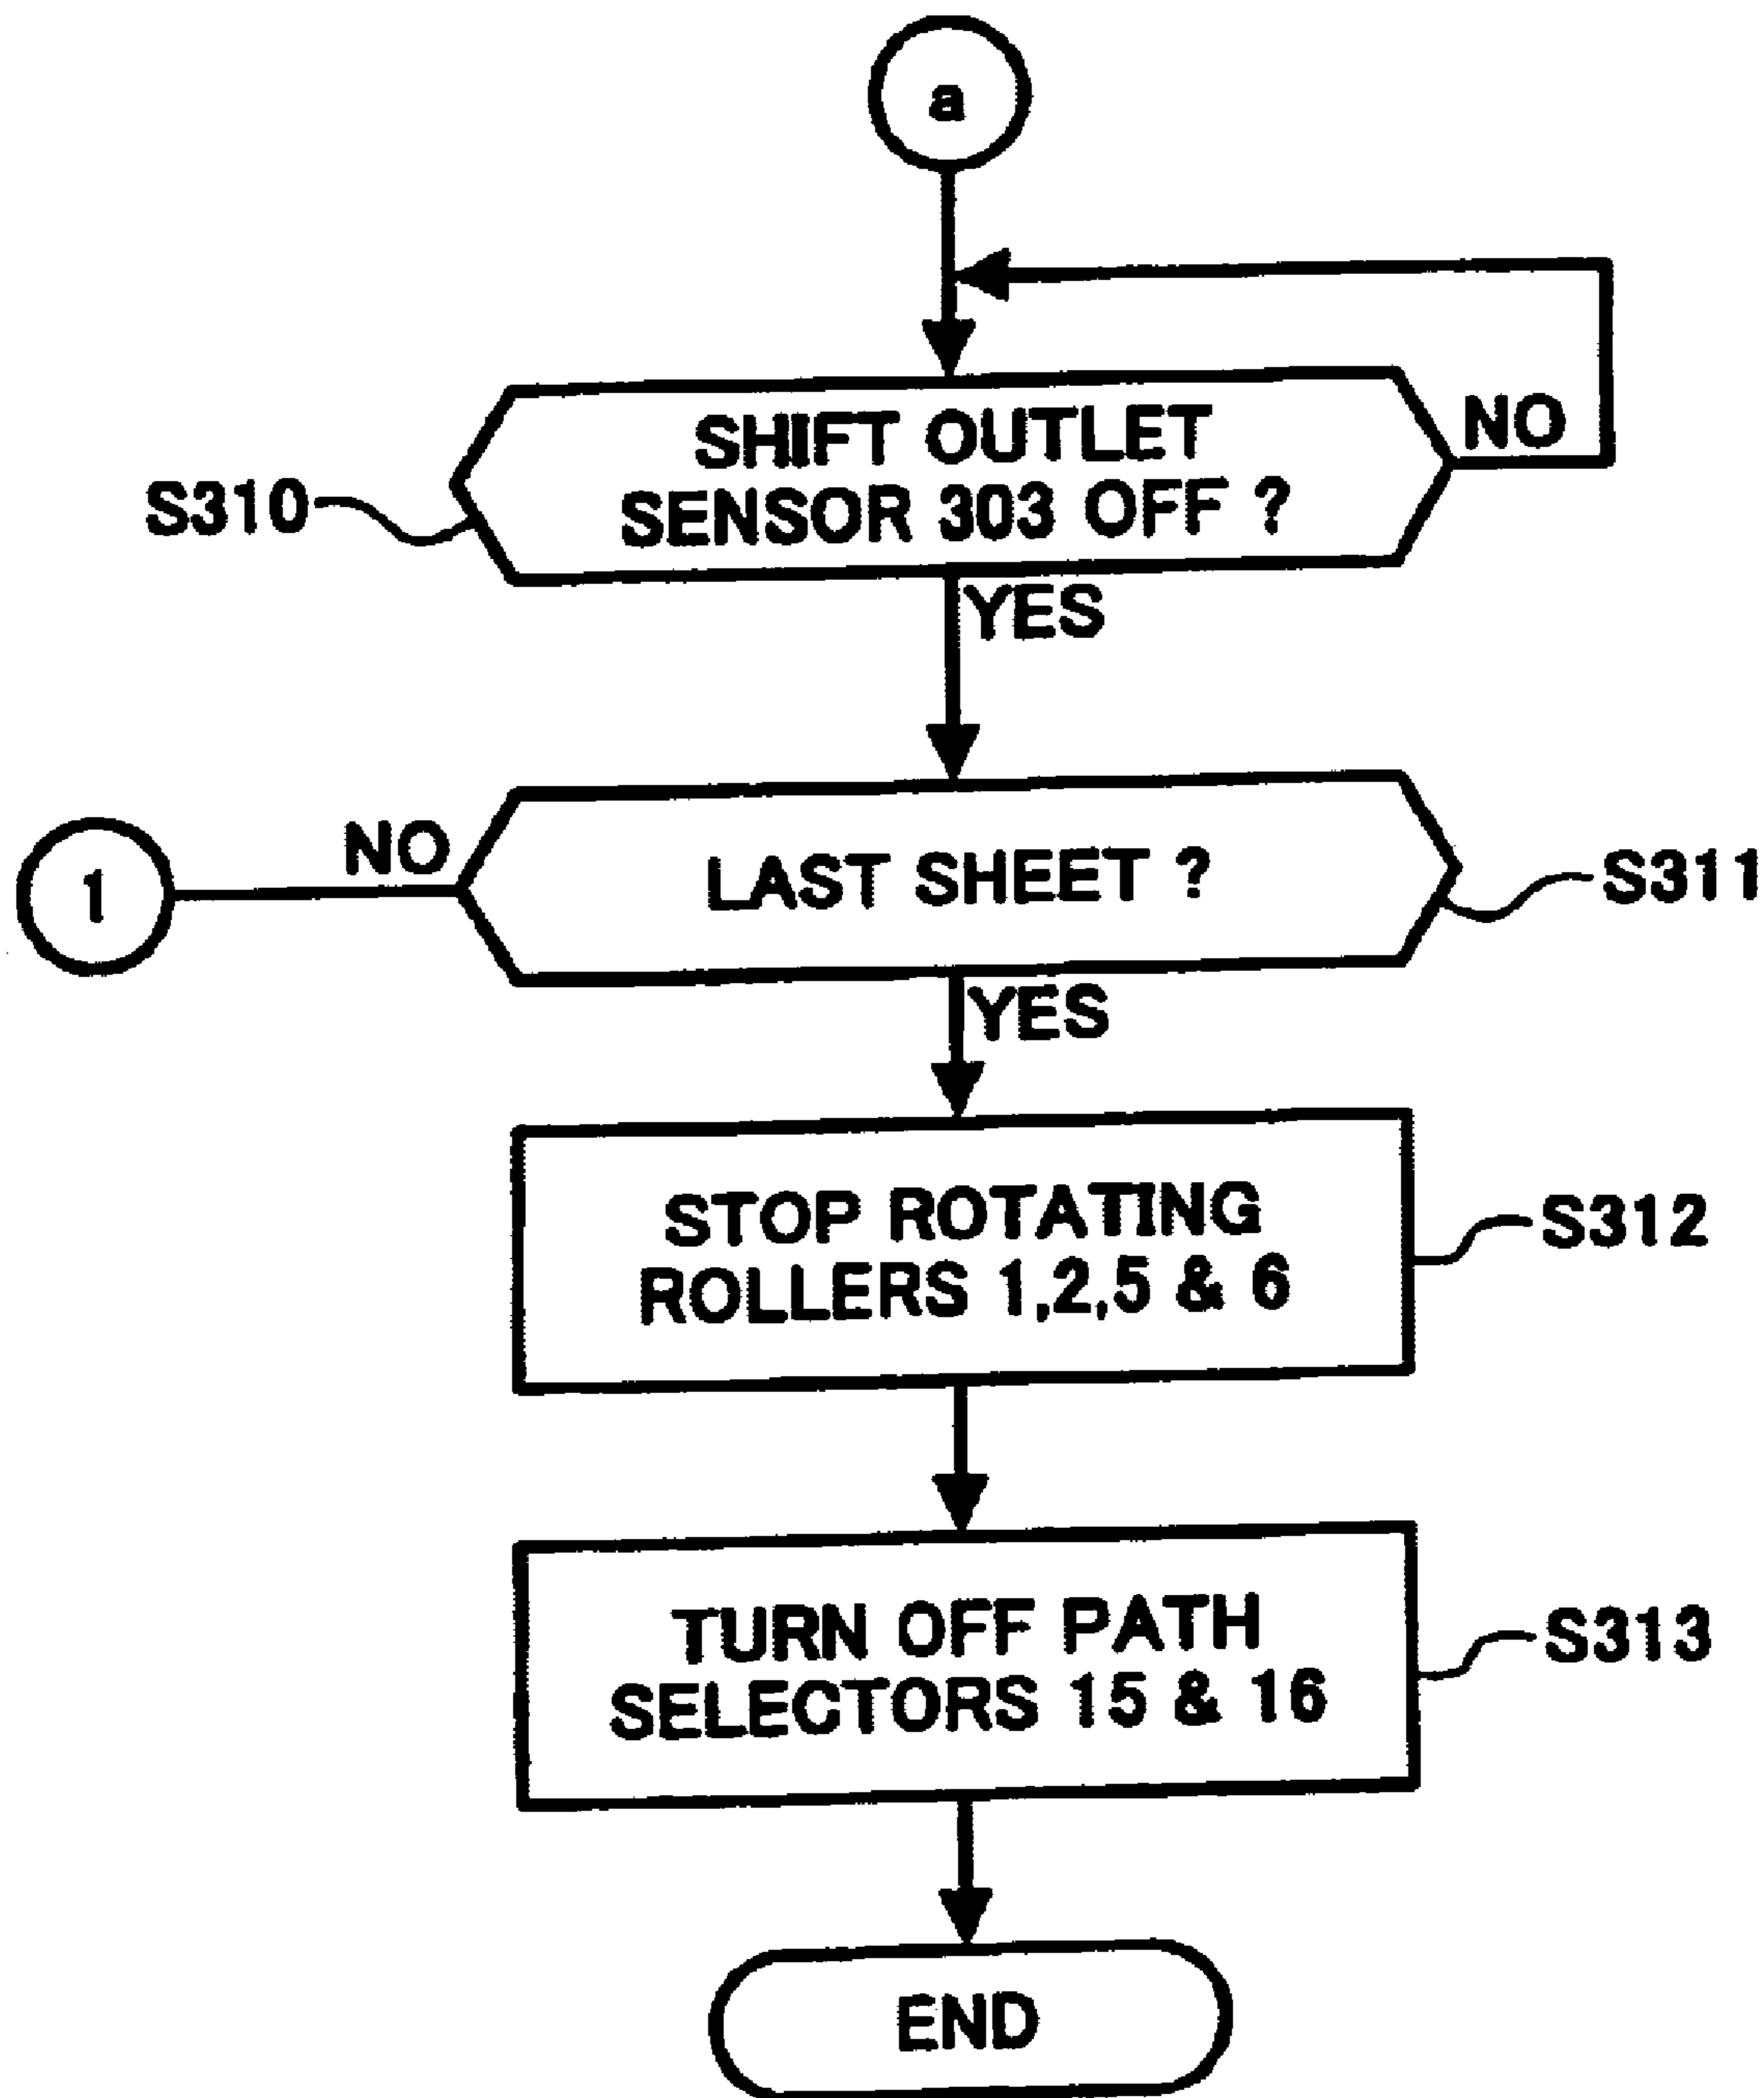 a
SHIFT OUTLET
SENSOR 303 OFF ?
NO
S310
YES
1
NO
LAST SHEET ?
S311
YES
STOP ROTATING
ROLLERS 1,2,5 & 6
S312
TURN OFF PATH
SELECTORS 15 & 16
S313
END